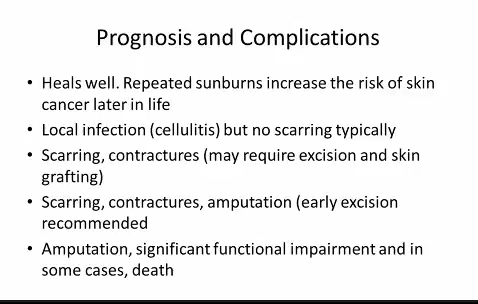 Prognosis and Complications
• Heals well. Repeated sunburns increase the risk of skin
cancer later in life
• Local infection (cellulitis) but no scarring typically
• Scarring, contractures (may require excision and skin
grafting)
• Scarring, contractures, amputation (early excision
recommended
• Amputation, significant functional impairment and in
some cases, death